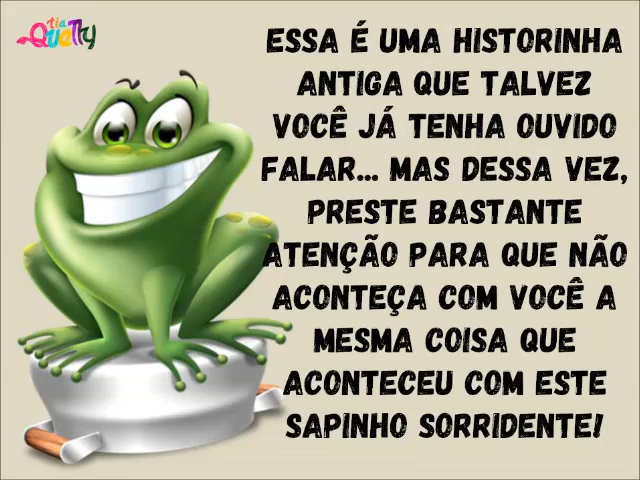 tia
Quelly
ESSA É UMA HISTORINHA
ANTIGA QUE TALVEZ
VOCÊ JÁ TENHA OUVIDO
FALAR... MAS DESSA VEZ,
PRESTE BASTANTE
ATENÇÃO PARA QUE NÃO
ACONTEÇA COM VOCÊ A
MESMA COISA QUE
ACONTECEU COM ESTE
SAPINHO SORRIDENTE!